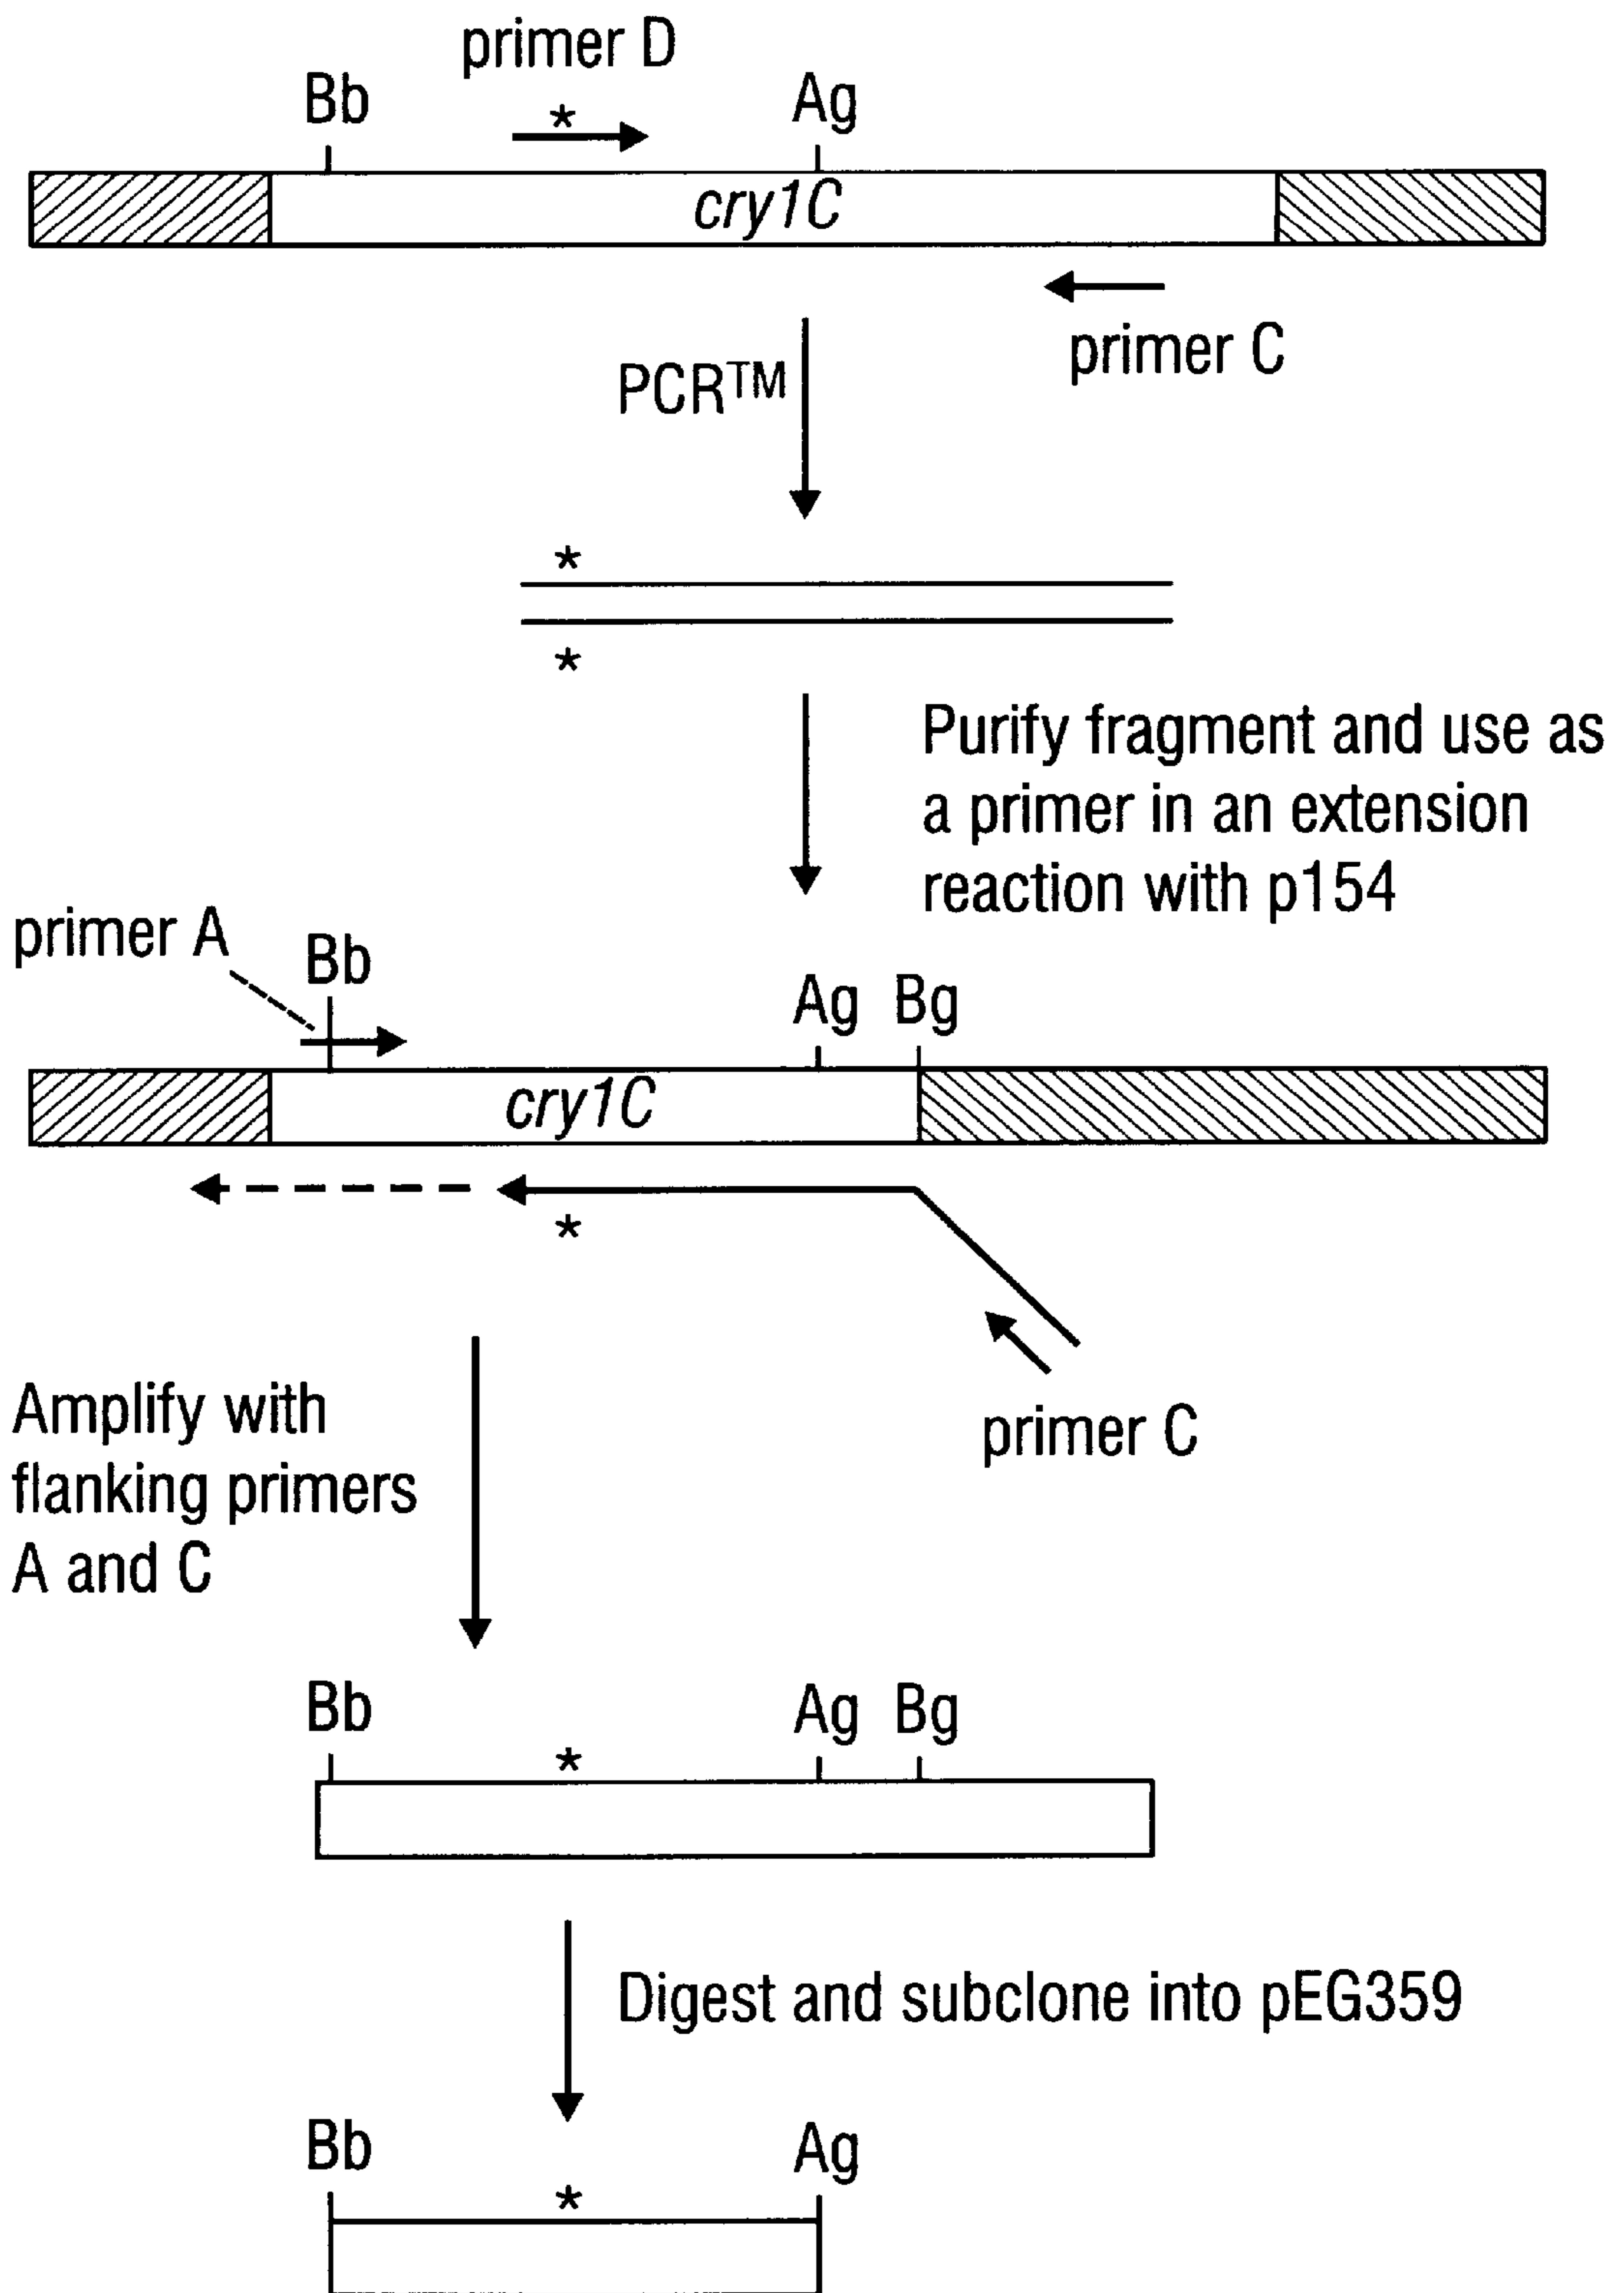 primer D
Bb
*
Ag
cry1C
primer C
PCR™
*
*
Purify fragment and use as
a primer in an extension
reaction with p154
primer A
Bb
Ag Bg
cry1C
*
primer C
Amplify with
flanking primers
A and C
Bb
*
Ag Bg
Digest and subclone into pEG359
Bb
*
Ag